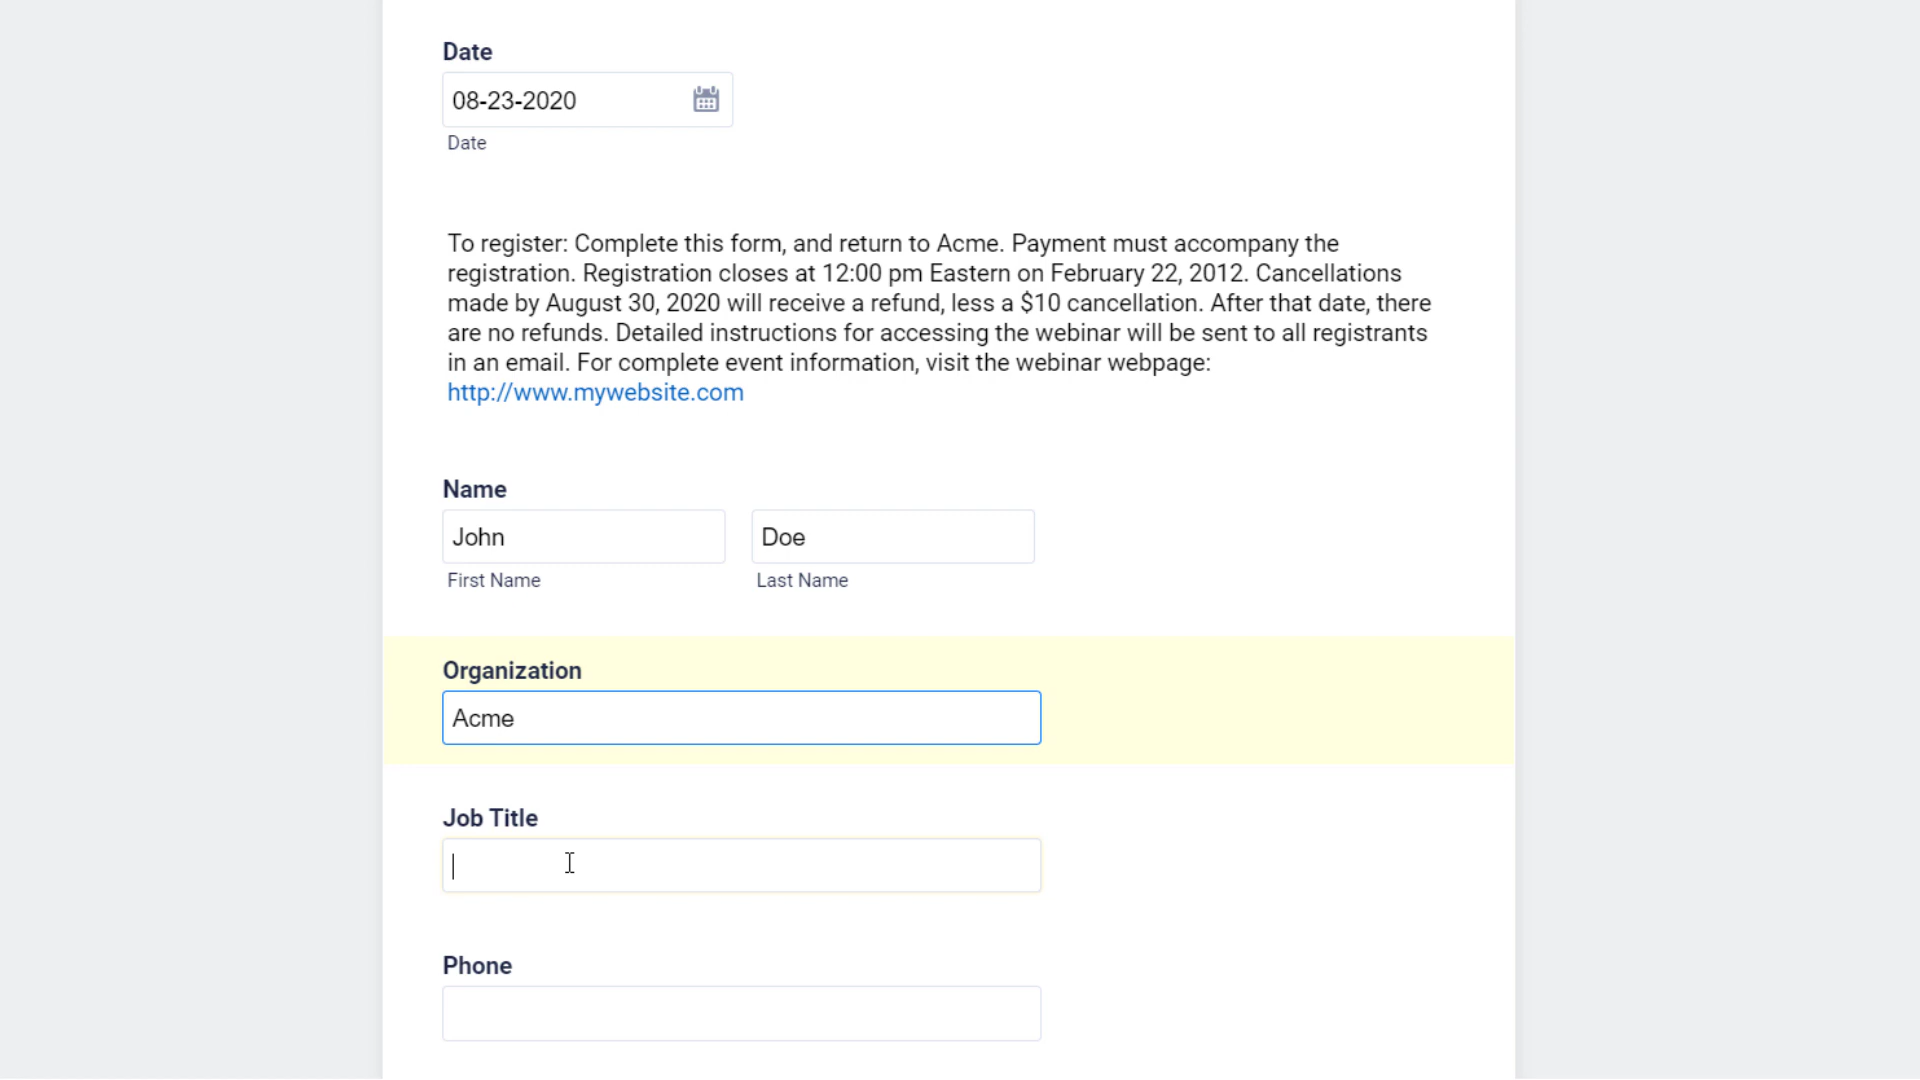 Date
08-23-2020
Date
To register: Complete this form, and return to Acme. Payment must accompany the
registration. Registration closes at 12:00 pm Eastern on February 22, 2012. Cancellations
made by August 30, 2020 will receive a refund, less a $10 cancellation. After that date, there
are no refunds. Detailed instructions for accessing the webinar will be sent to all registrants
in an email. For complete event information, visit the webinar webpage:
http://www.mywebsite.com
Name
John Doe
First Name Last Name
Organization
Acme
Job Title
Phone